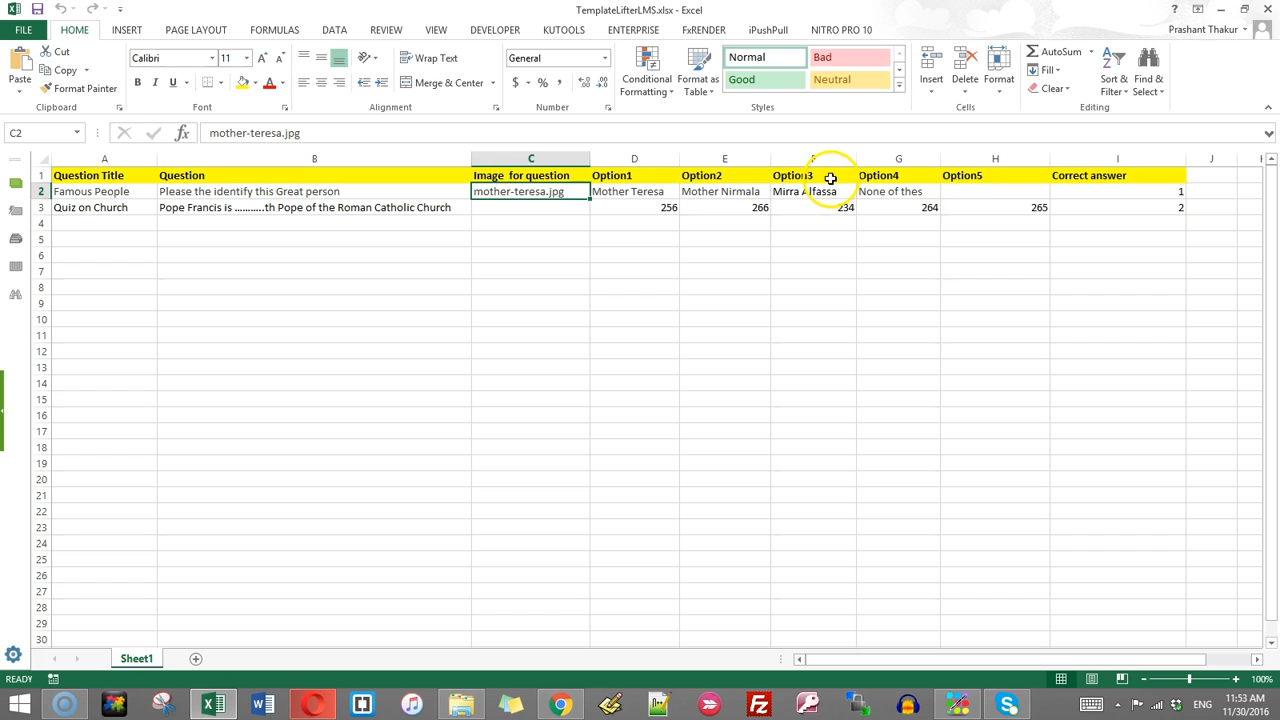 TemplateLifterLMS.xlsx - Excel
FILE HOME INSERT PAGE LAYOUT FORMULAS DATA REVIEW VIEW DEVELOPER KUTOOLS ENTERPRISE FxRENDER iPushPull NITRO PRO 10 Prashant Thakur
Paste
Cut
Copy
Format Painter
Clipboard
Calibri 11
B I U
Font
Wrap Text
Merge & Center
Alignment
General
$ % ,
Number
Conditional Formatting
Format as Table
Normal Bad
Good Neutral
Styles
Insert Delete Format
Cells
AutoSum
Fill
Clear
Sort & Filter
Find & Select
Editing
C2 fx mother-teresa.jpg
A B C D E F G H I J
1 Question Title Question Image for question Option1 Option2 Option3 Option4 Option5 Correct answer
2 Famous People Please the identify this Great person mother-teresa.jpg Mother Teresa Mother Nirmala Mirra Alfassa None of thes 1
3 Quiz on Church Pope Francis is ...........th Pope of the Roman Catholic Church 256 266 234 264 265 2
4
5
6
7
8
9
10
11
12
13
14
15
16
17
18
19
20
21
22
23
24
25
26
27
28
29
30
Sheet1
READY 100%
11:53 AM
11/30/2016